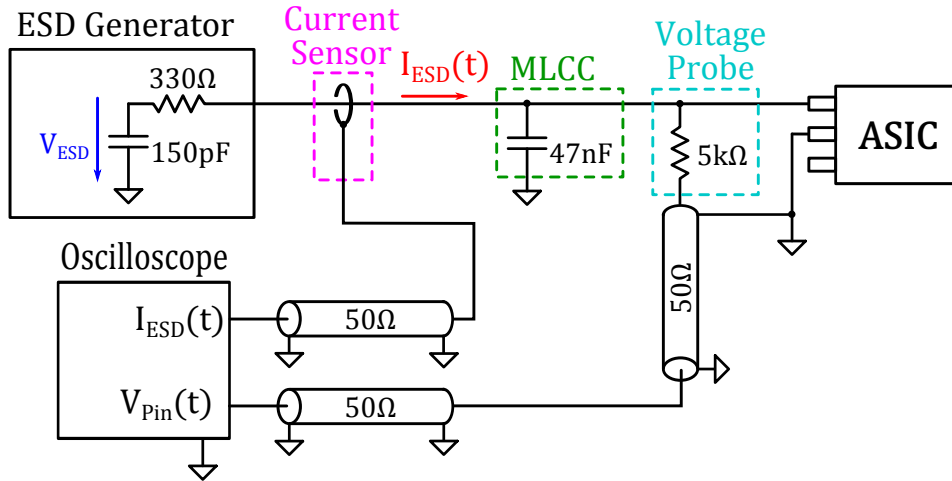 ESD Generator
Current
Sensor
I_ESD(t)
MLCC
Voltage
Probe
330Ω
V_ESD
150pF
47nF
5kΩ
ASIC
Oscilloscope
I_ESD(t)
50Ω
50Ω
V_Pin(t)
50Ω